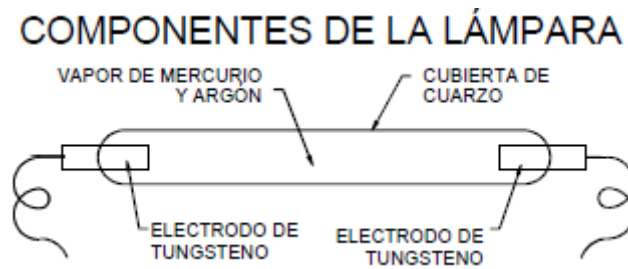 COMPONENTES DE LA LÁMPARA
VAPOR DE MERCURIO
Y ARGÓN
CUBIERTA DE
CUARZO
ELECTRODO DE
TUNGSTENO
ELECTRODO DE
TUNGSTENO